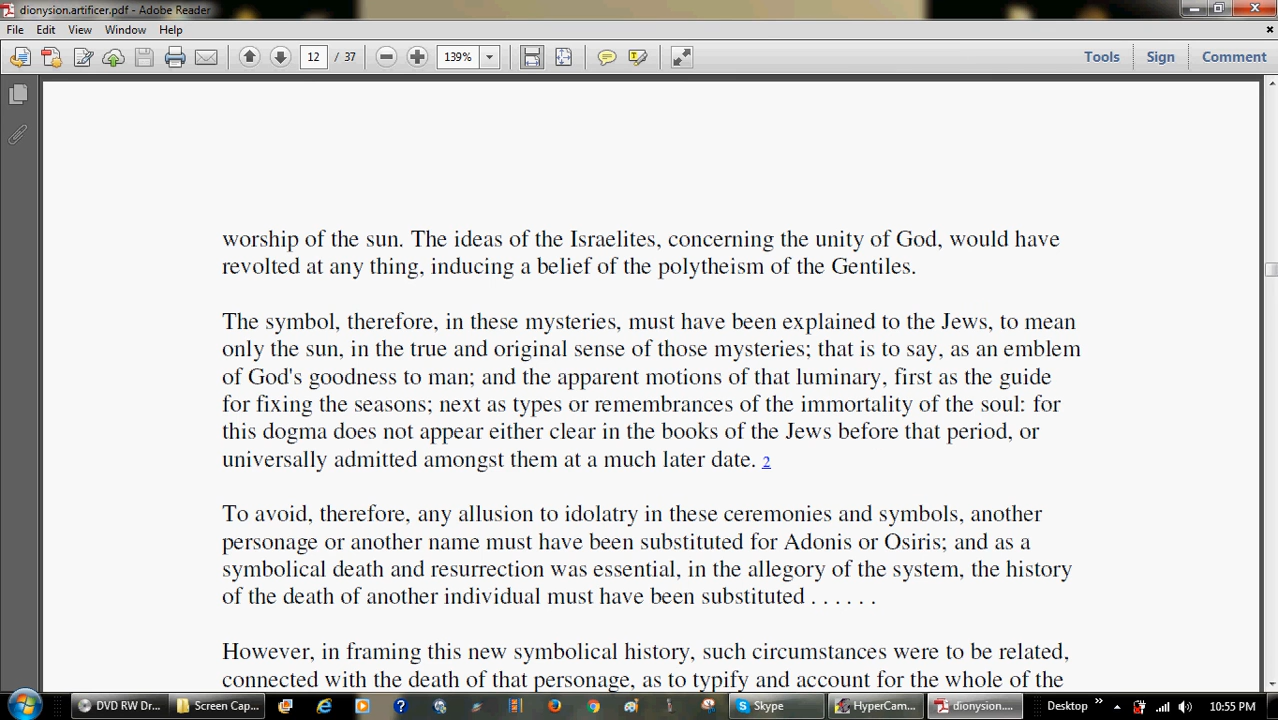 dionysion.artificer.pdf - Adobe Reader
File Edit View Window Help
12 / 37 139% Tools Sign Comment
worship of the sun. The ideas of the Israelites, concerning the unity of God, would have
revolted at any thing, inducing a belief of the polytheism of the Gentiles.
The symbol, therefore, in these mysteries, must have been explained to the Jews, to mean
only the sun, in the true and original sense of those mysteries; that is to say, as an emblem
of God's goodness to man; and the apparent motions of that luminary, first as the guide
for fixing the seasons; next as types or remembrances of the immortality of the soul: for
this dogma does not appear either clear in the books of the Jews before that period, or
universally admitted amongst them at a much later date. 2
To avoid, therefore, any allusion to idolatry in these ceremonies and symbols, another
personage or another name must have been substituted for Adonis or Osiris; and as a
symbolical death and resurrection was essential, in the allegory of the system, the history
of the death of another individual must have been substituted . . . . . .
However, in framing this new symbolical history, such circumstances were to be related,
connected with the death of that personage, as to typify and account for the whole of the
DVD RW Dr... Screen Cap... Skype HyperCam... dionysion.... Desktop 10:55 PM